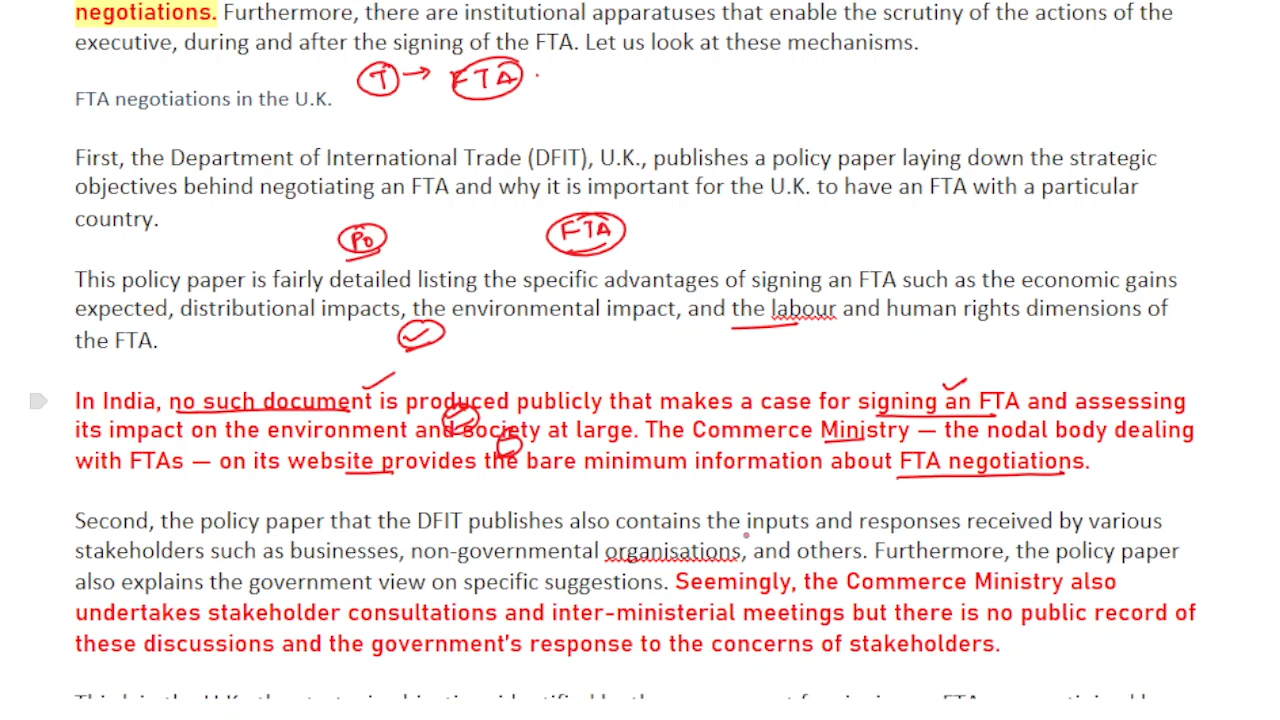 negotiations. Furthermore, there are institutional apparatuses that enable the scrutiny of the actions of the
executive, during and after the signing of the FTA. Let us look at these mechanisms.
T → FTA
FTA negotiations in the U.K.
First, the Department of International Trade (DFIT), U.K., publishes a policy paper laying down the strategic
objectives behind negotiating an FTA and why it is important for the U.K. to have an FTA with a particular
country.
Po FTA
This policy paper is fairly detailed listing the specific advantages of signing an FTA such as the economic gains
expected, distributional impacts, the environmental impact, and the labour and human rights dimensions of
the FTA.
In India, no such document is produced publicly that makes a case for signing an FTA and assessing
its impact on the environment and society at large. The Commerce Ministry — the nodal body dealing
with FTAs — on its website provides the bare minimum information about FTA negotiations.
Second, the policy paper that the DFIT publishes also contains the inputs and responses received by various
stakeholders such as businesses, non-governmental organisations, and others. Furthermore, the policy paper
also explains the government view on specific suggestions. Seemingly, the Commerce Ministry also
undertakes stakeholder consultations and inter-ministerial meetings but there is no public record of
these discussions and the government's response to the concerns of stakeholders.